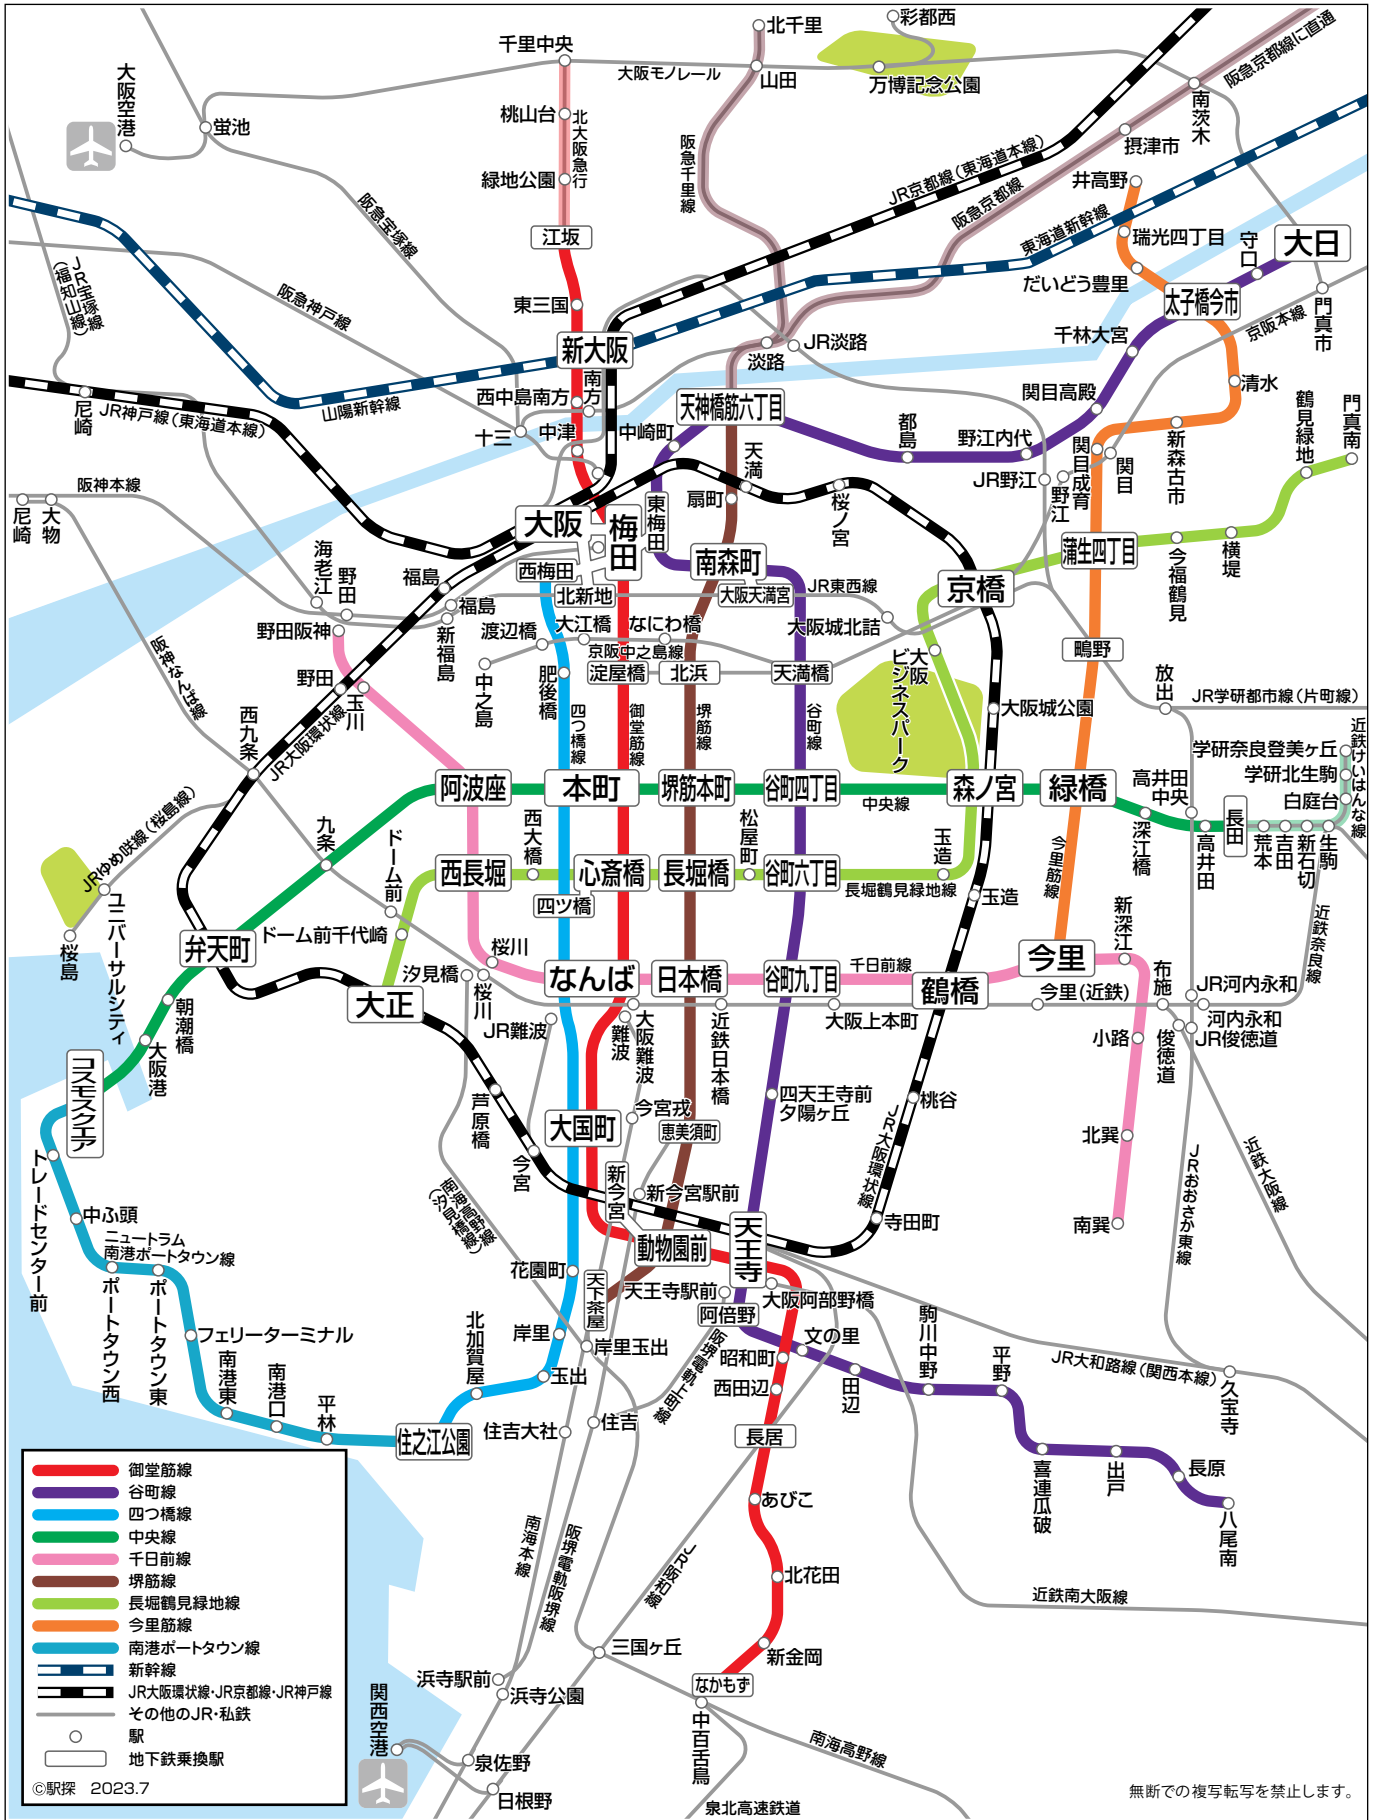 彩都西
北千里
千里中央
大阪モノレール
山田
万博記念公園
阪急京都線に直通
大阪空港
蛍池
桃山台
北大阪急行
緑地公園
阪急千里線
南茨木
摂津市
JR京都線（東海道本線）
阪急京都線
井高野
東海道新幹線
瑞光四丁目
守口
大日
江坂
阪急宝塚線
JR宝塚線
（福知山線）
阪急神戸線
だいどう豊里
太子橋今市
門真市
京阪本線
東三国
新大阪
千林大宮
JR淡路
淡路
山陽新幹線
尼崎
JR神戸線（東海道本線）
西中島南方
南方
天神橋筋六丁目
関目高殿
清水
鶴見緑地
門真南
十三
中津
中崎町
都島
野江内代
天満
JR野江
野江
関目成育
関目
新森古市
阪神本線
尼崎
大物
扇町
桜ノ宮
大阪
梅田
東梅田
南森町
京橋
蒲生四丁目
今福鶴見
横堤
海老江
野田
福島
西梅田
北新地
大阪天満宮
JR東西線
福島
新福島
野田阪神
渡辺橋
大江橋
なにわ橋
大阪城北詰
京阪中之島線
淀屋橋
北浜
天満橋
大阪ビジネスパーク
鴫野
放出
JR学研都市線（片町線）
阪神なんば線
野田
玉川
中之島
肥後橋
四つ橋線
御堂筋線
堺筋線
谷町線
大阪城公園
西九条
JR大阪環状線
学研奈良登美ヶ丘
学研北生駒
白庭台
近鉄けいはんな線
阿波座
本町
堺筋本町
谷町四丁目
中央線
森ノ宮
緑橋
高井田中央
深江橋
高井田
長田
荒本
吉田
新石切
生駒
JRゆめ咲線（桜島線）
九条
ドーム前
西大橋
松屋町
玉造
今里筋線
西長堀
心斎橋
長堀橋
谷町六丁目
長堀鶴見緑地線
玉造
四ツ橋
ユニバーサルシティ
桜島
弁天町
ドーム前千代崎
桜川
新深江
近鉄奈良線
汐見橋
桜川
なんば
日本橋
谷町九丁目
千日前線
今里
鶴橋
布施
朝潮橋
大正
今里（近鉄）
JR河内永和
河内永和
JR俊徳道
俊徳道
大阪港
JR難波
難波
大阪難波
近鉄日本橋
大阪上本町
小路
コスモスクエア
芦原橋
大国町
今宮戎
恵美須町
四天王寺前
夕陽ヶ丘
桃谷
JR大阪環状線
北巽
トレードセンター前
今宮
新今宮
新今宮駅前
JRおおさか東線
近鉄大阪線
中ふ頭
南海高野線
（汐見橋線）
動物園前
天王寺
寺田町
南巽
ニュートラム
南港ポートタウン線
花園町
天下茶屋
天王寺駅前
阿倍野
大阪阿部野橋
ポートタウン西
ポートタウン東
フェリーターミナル
北加賀屋
岸里
岸里玉出
阪堺電軌上町線
昭和町
文の里
駒川中野
平野
JR大和路線（関西本線）
久宝寺
南港東
南港口
平林
玉出
西田辺
田辺
住之江公園
住吉大社
住吉
長居
喜連瓜破
出戸
長原
八尾南
御堂筋線
谷町線
四つ橋線
中央線
千日前線
堺筋線
長堀鶴見緑地線
今里筋線
南港ポートタウン線
新幹線
JR大阪環状線・JR京都線・JR神戸線
その他のJR・私鉄
駅
地下鉄乗換駅
©駅探　2023.7
あびこ
南海本線
阪堺電軌阪堺線
JR阪和線
北花田
近鉄南大阪線
三国ヶ丘
新金岡
浜寺駅前
浜寺公園
なかもず
関西空港
中百舌鳥
南海高野線
泉佐野
日根野
泉北高速鉄道
無断での複写転写を禁止します。